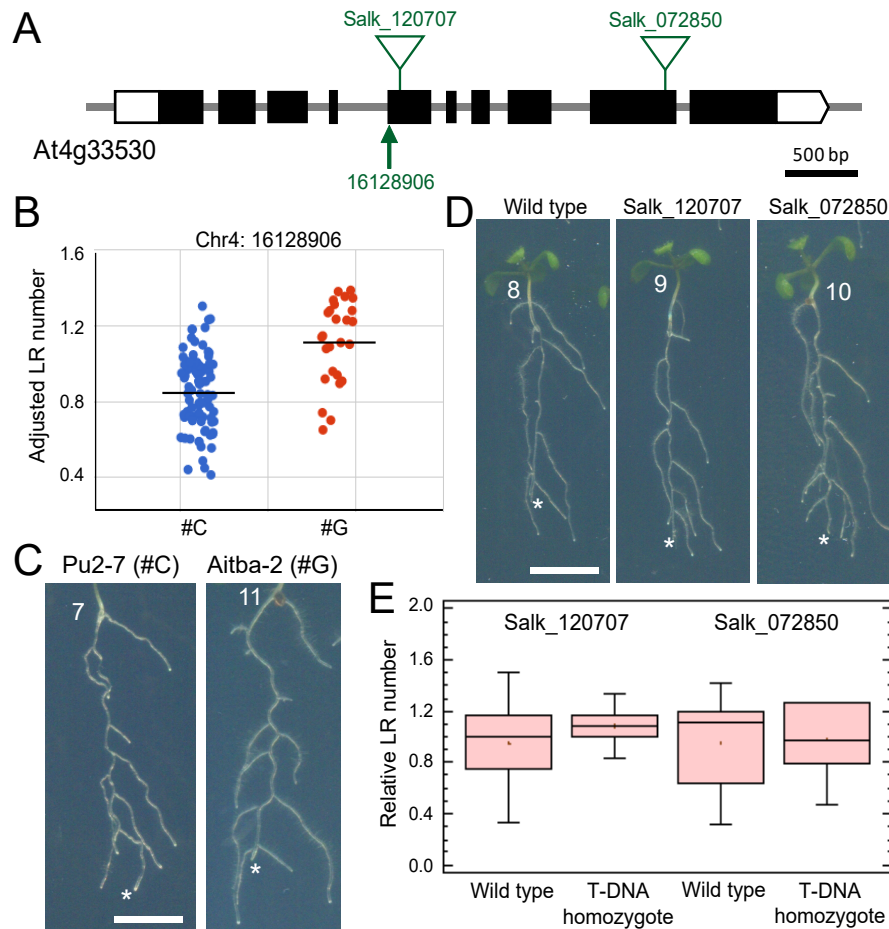 A
Salk_120707
Salk_072850
At4g33530
16128906
500 bp
B
Chr4: 16128906
Adjusted LR number
1.6
1.2
0.8
0.4
#C
#G
C
Pu2-7 (#C)
Aitba-2 (#G)
7
11
*
*
D
Wild type
Salk_120707
Salk_072850
8
9
10
*
*
*
E
Relative LR number
2.0
1.6
1.2
0.8
0.4
0.0
Salk_120707
Salk_072850
Wild type
T-DNA
homozygote
Wild type
T-DNA
homozygote